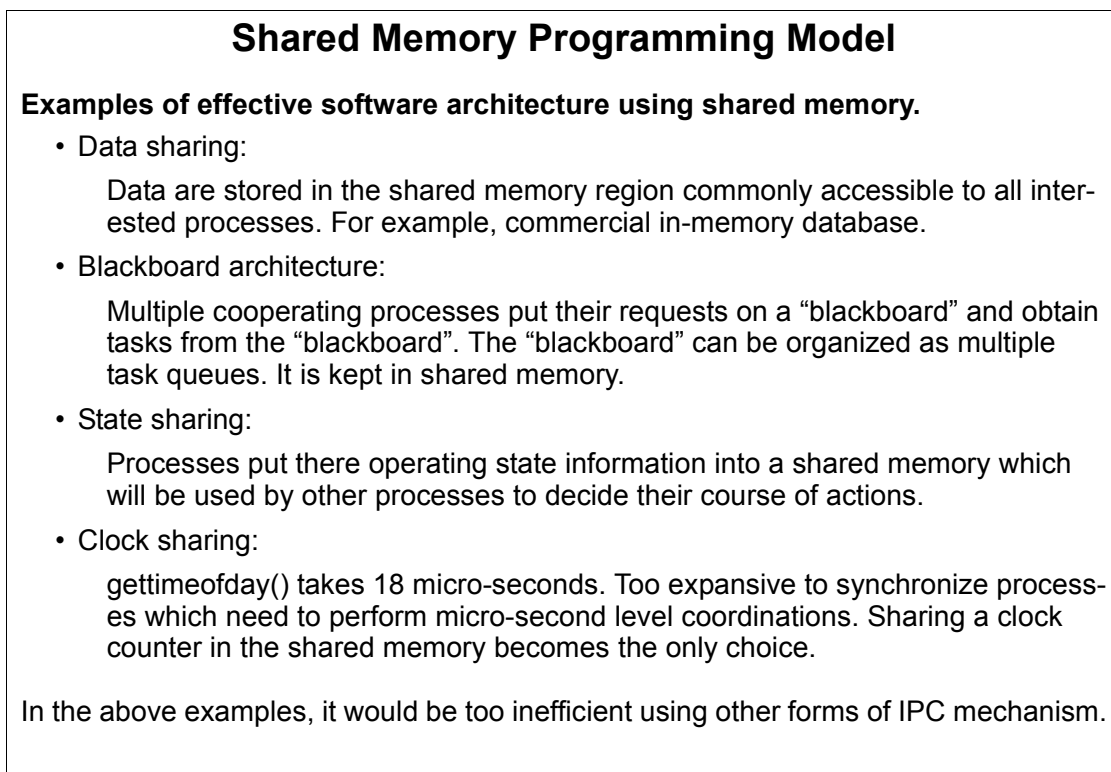 Shared Memory Programming Model
Examples of effective software architecture using shared memory.
• Data sharing:
Data are stored in the shared memory region commonly accessible to all inter-
ested processes. For example, commercial in-memory database.
• Blackboard architecture:
Multiple cooperating processes put their requests on a “blackboard” and obtain
tasks from the “blackboard”. The “blackboard” can be organized as multiple
task queues. It is kept in shared memory.
• State sharing:
Processes put there operating state information into a shared memory which
will be used by other processes to decide their course of actions.
• Clock sharing:
gettimeofday() takes 18 micro-seconds. Too expansive to synchronize process-
es which need to perform micro-second level coordinations. Sharing a clock
counter in the shared memory becomes the only choice.
In the above examples, it would be too inefficient using other forms of IPC mechanism.